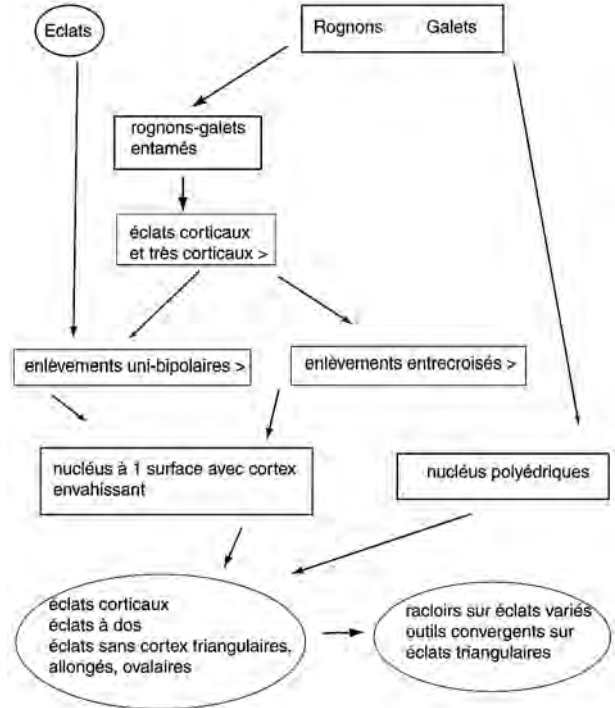 Eclats
Rognons Galets
rognons-galets
entamés
éclats corticaux
et très corticaux >
enlèvements uni-bipolaires >
enlèvements entrecroisés >
nucléus à 1 surface avec cortex
envahissant
nucléus polyédriques
éclats corticaux
éclats à dos
éclats sans cortex triangulaires,
allongés, ovalaires
racloirs sur éclats variés
outils convergents sur
éclats triangulaires